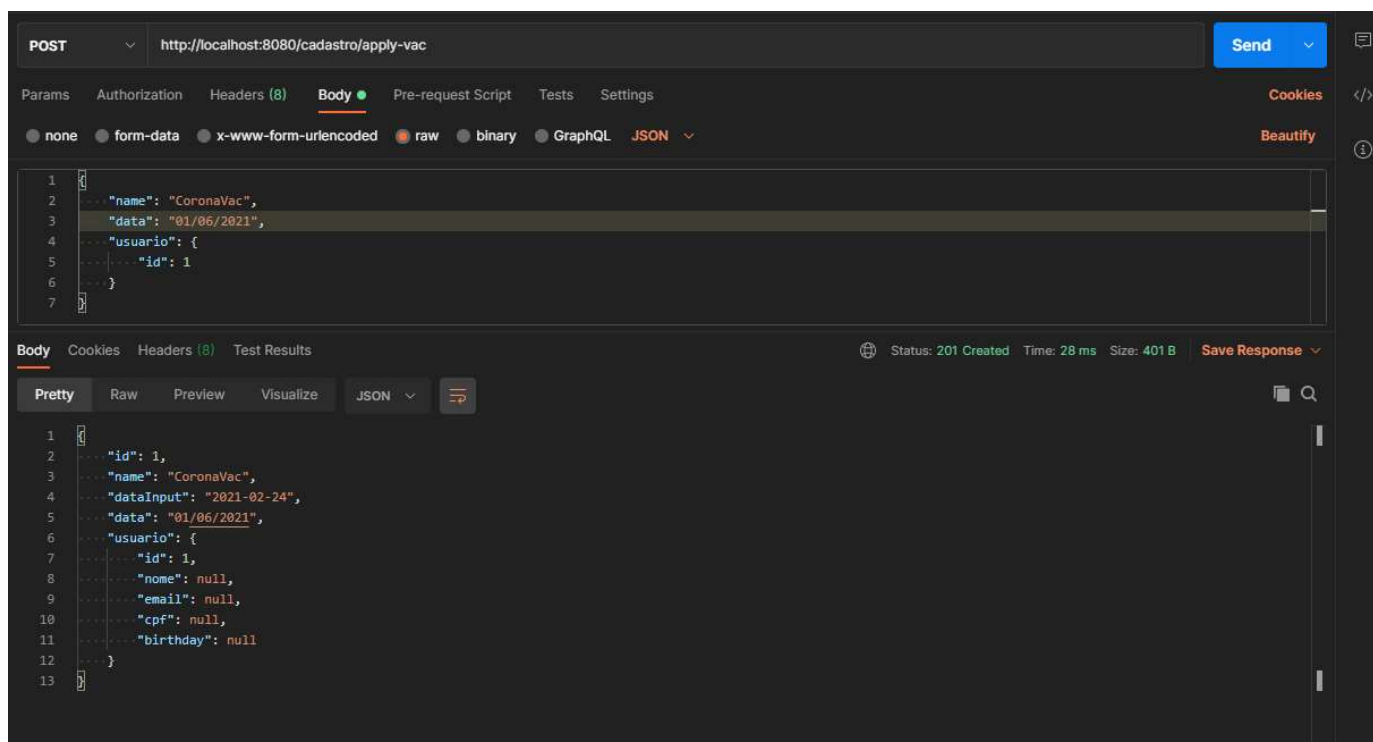 POST http://localhost:8080/cadastro/apply-vac Send
Params Authorization Headers (8) Body Pre-request Script Tests Settings Cookies
none form-data x-www-form-urlencoded raw binary GraphQL JSON Beautify
1 {
2 "name": "CoronaVac",
3 "data": "01/06/2021",
4 "usuario": {
5 "id": 1
6 }
7 }
Body Cookies Headers (8) Test Results Status: 201 Created Time: 28 ms Size: 401 B Save Response
Pretty Raw Preview Visualize JSON
1 {
2 "id": 1,
3 "name": "CoronaVac",
4 "dataInput": "2021-02-24",
5 "data": "01/06/2021",
6 "usuario": {
7 "id": 1,
8 "nome": null,
9 "email": null,
10 "cpf": null,
11 "birthday": null
12 }
13 }